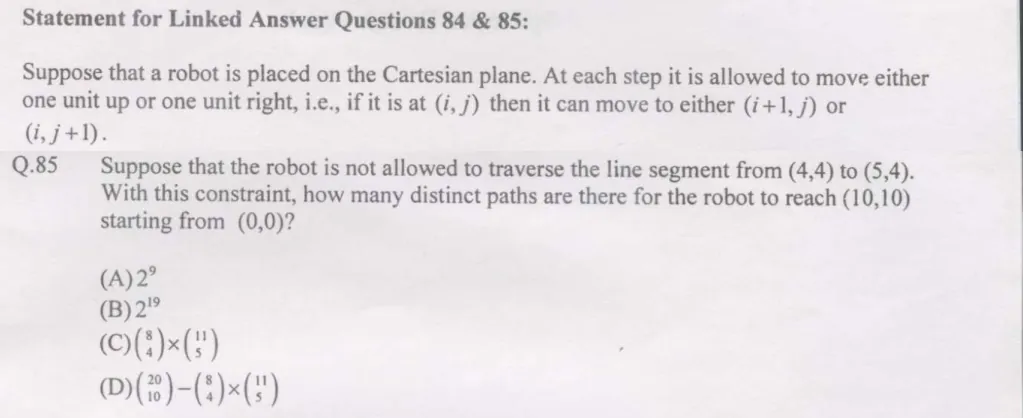 Statement for Linked Answer Questions 84 & 85:
Suppose that a robot is placed on the Cartesian plane. At each step it is allowed to move either
one unit up or one unit right, i.e., if it is at (i, j) then it can move to either (i+1, j) or
(i, j+1).
Q.85 Suppose that the robot is not allowed to traverse the line segment from (4,4) to (5,4).
With this constraint, how many distinct paths are there for the robot to reach (10,10)
starting from (0,0)?
(A) 2⁹
(B) 2¹⁹
(C) (8 4)×(11 5)
(D) (20 10)−(8 4)×(11 5)